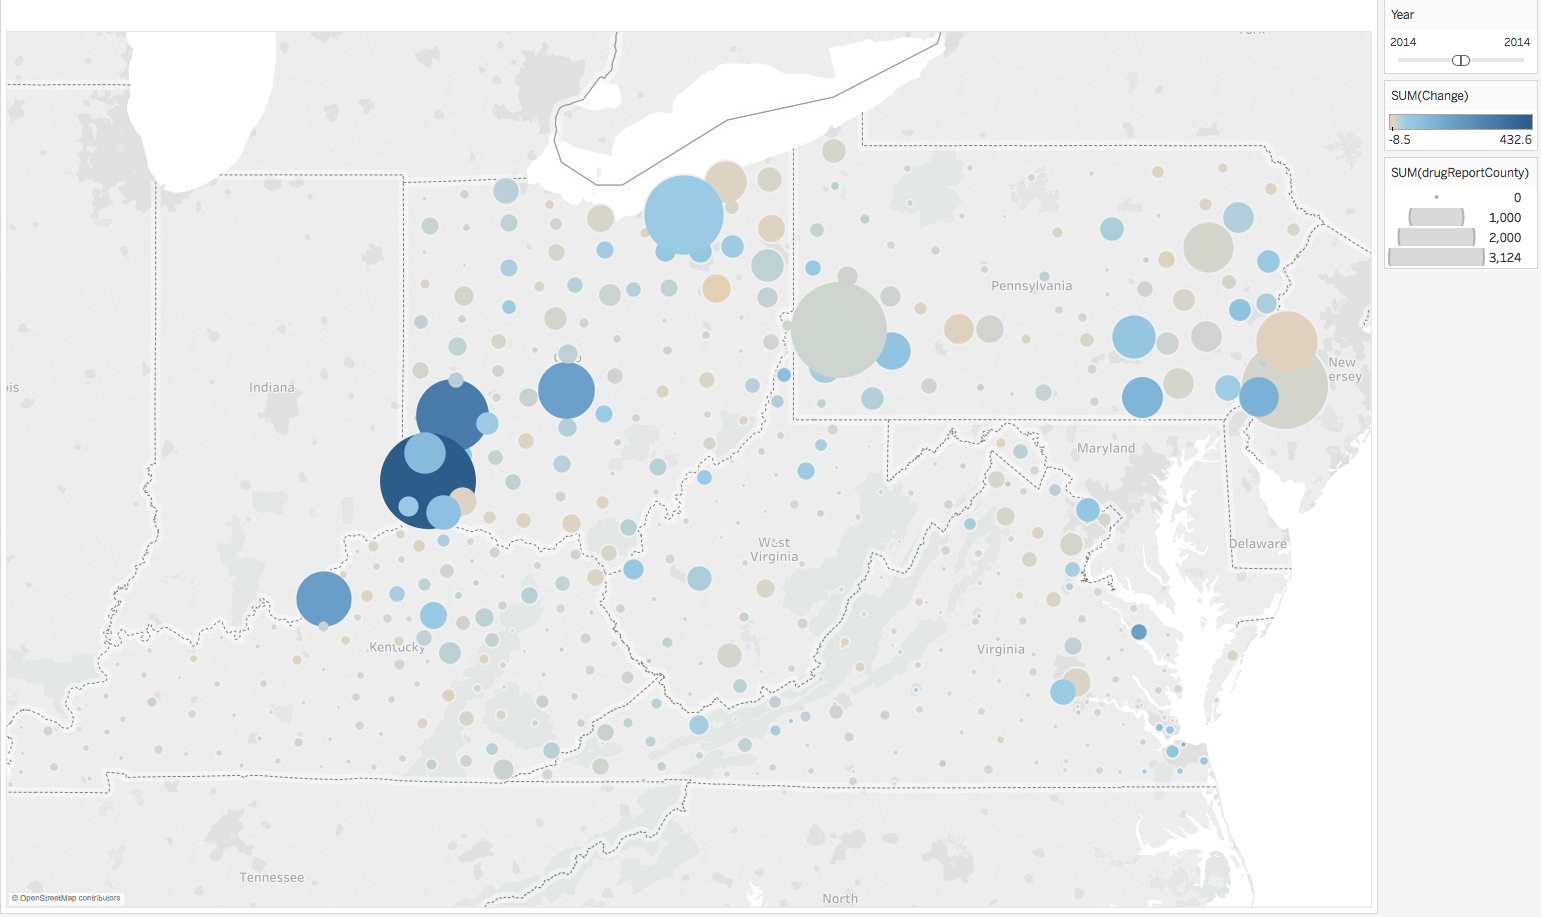 Year
2014 2014
SUM(Change)
-8.5 432.6
SUM(drugReportCounty)
0
1,000
2,000
3,124
Pennsylvania
New
ersey
Indiana
is
Maryland
West
Virginia
Delaware
Kentucky
Virginia
Tennessee
North
© OpenStreetMap contributors